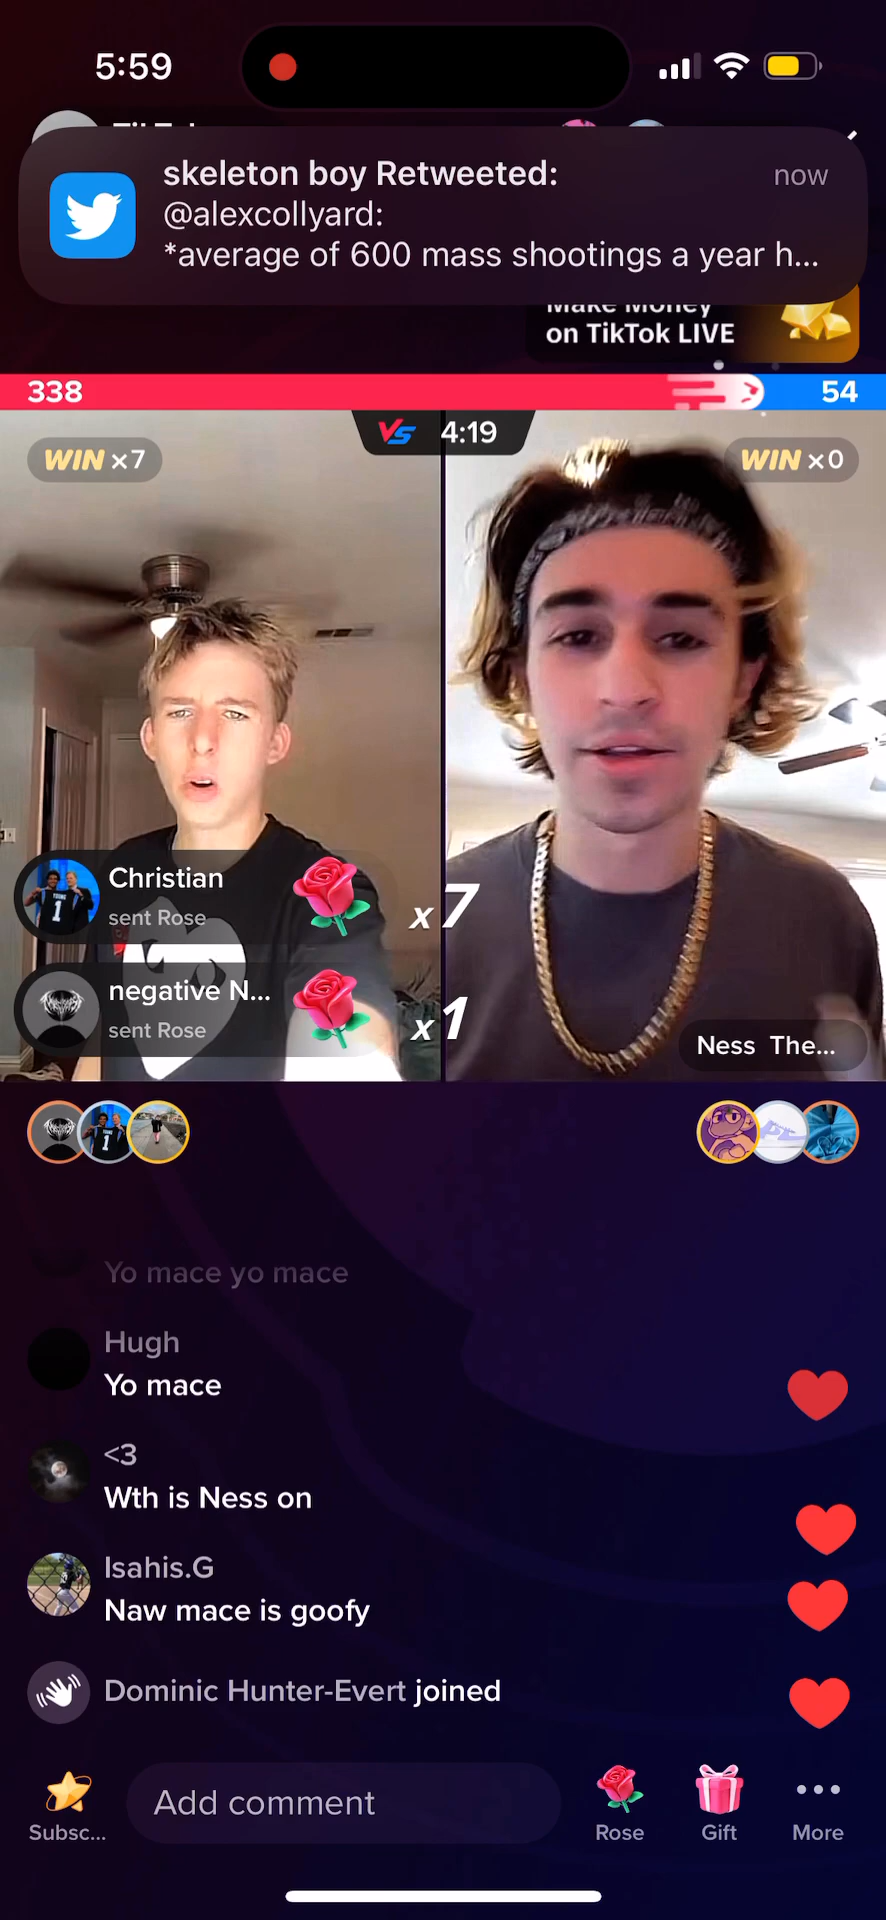 5:59
skeleton boy Retweeted:
now
@alexcollyard:
*average of 600 mass shootings a year h...
Make Money
on TikTok LIVE
338
54
VS
4:19
WIN x7
WIN x0
Christian
sent Rose
x7
negative N...
sent Rose
x1
Ness The...
Yo mace yo mace
Hugh
Yo mace
<3
Wth is Ness on
Isahis.G
Naw mace is goofy
Dominic Hunter-Evert joined
Subsc...
Add comment
Rose
Gift
More